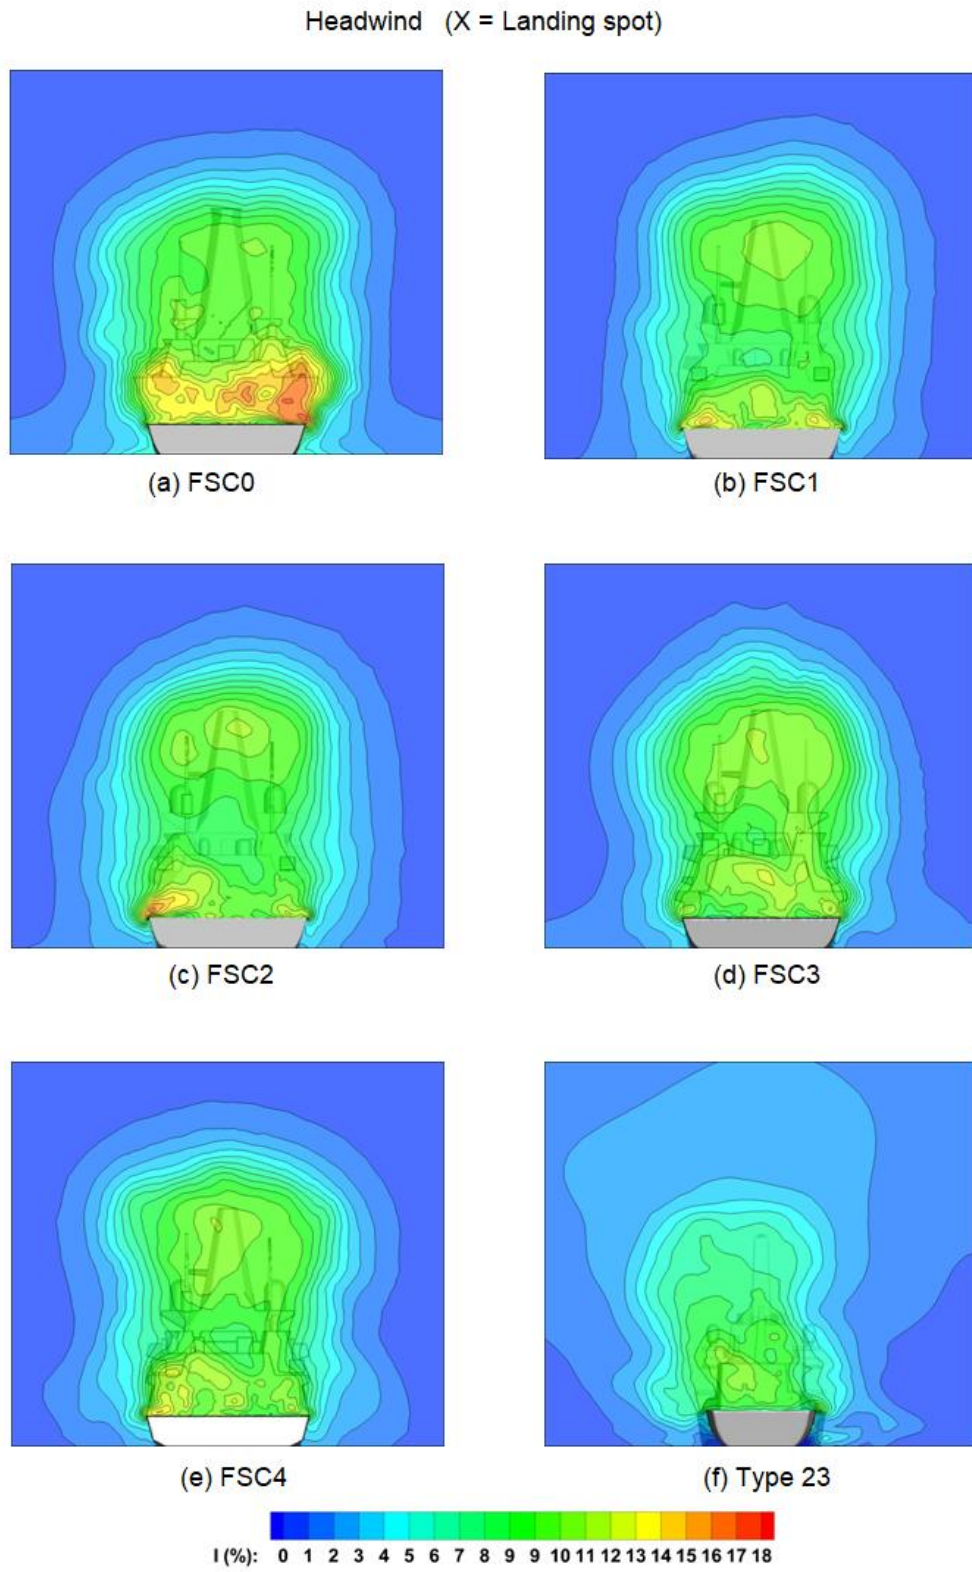 Headwind (X = Landing spot)
(a) FSC0
(b) FSC1
(c) FSC2
(d) FSC3
(e) FSC4
(f) Type 23
I (%): 0 1 2 3 4 5 6 7 8 9 9 10 11 12 13 14 15 16 17 18